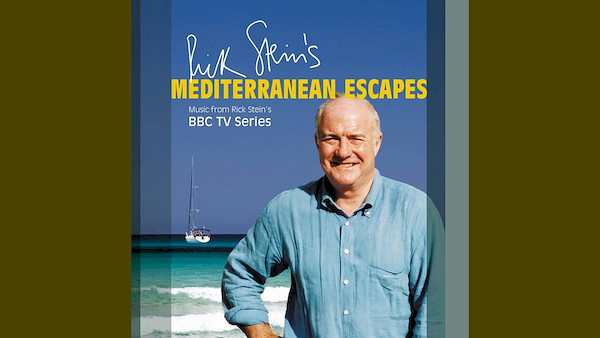 Rick Stein's
MEDITERRANEAN ESCAPES
Music from Rick Stein's
BBC TV Series